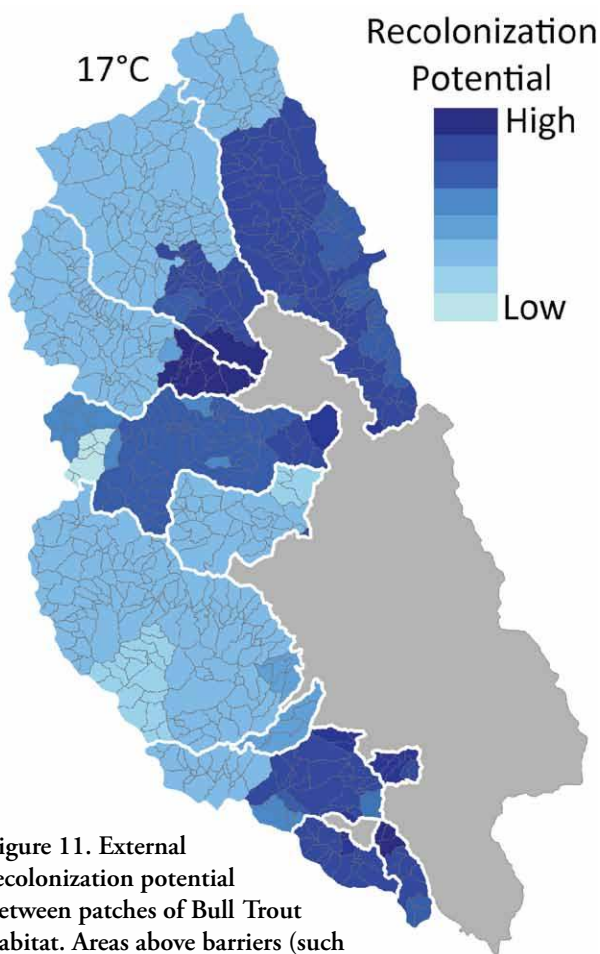 Recolonization
Potential
17°C
High
Low
igure 11. External
ecolonization potential
etween patches of Bull Trout
abitat. Areas above barriers (such